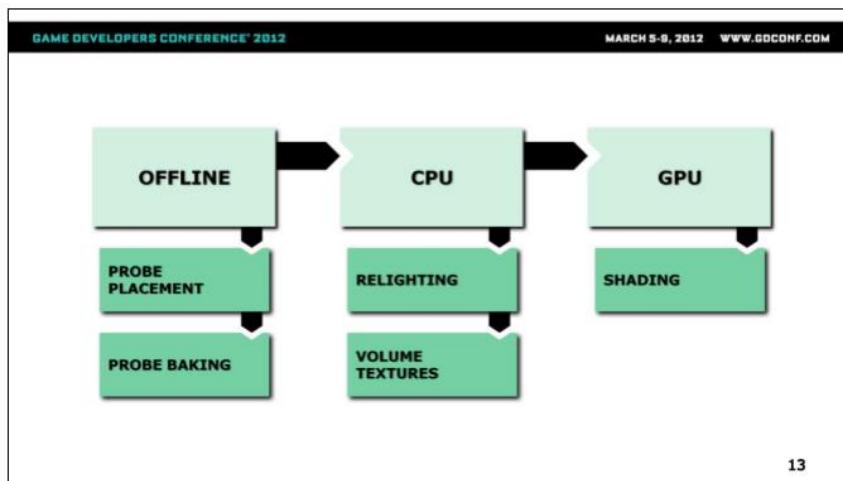 GAME DEVELOPERS CONFERENCE® 2012
MARCH 5-9, 2012 WWW.GDCONF.COM
OFFLINE
CPU
GPU
PROBE
PLACEMENT
PROBE BAKING
RELIGHTING
VOLUME
TEXTURES
SHADING
13